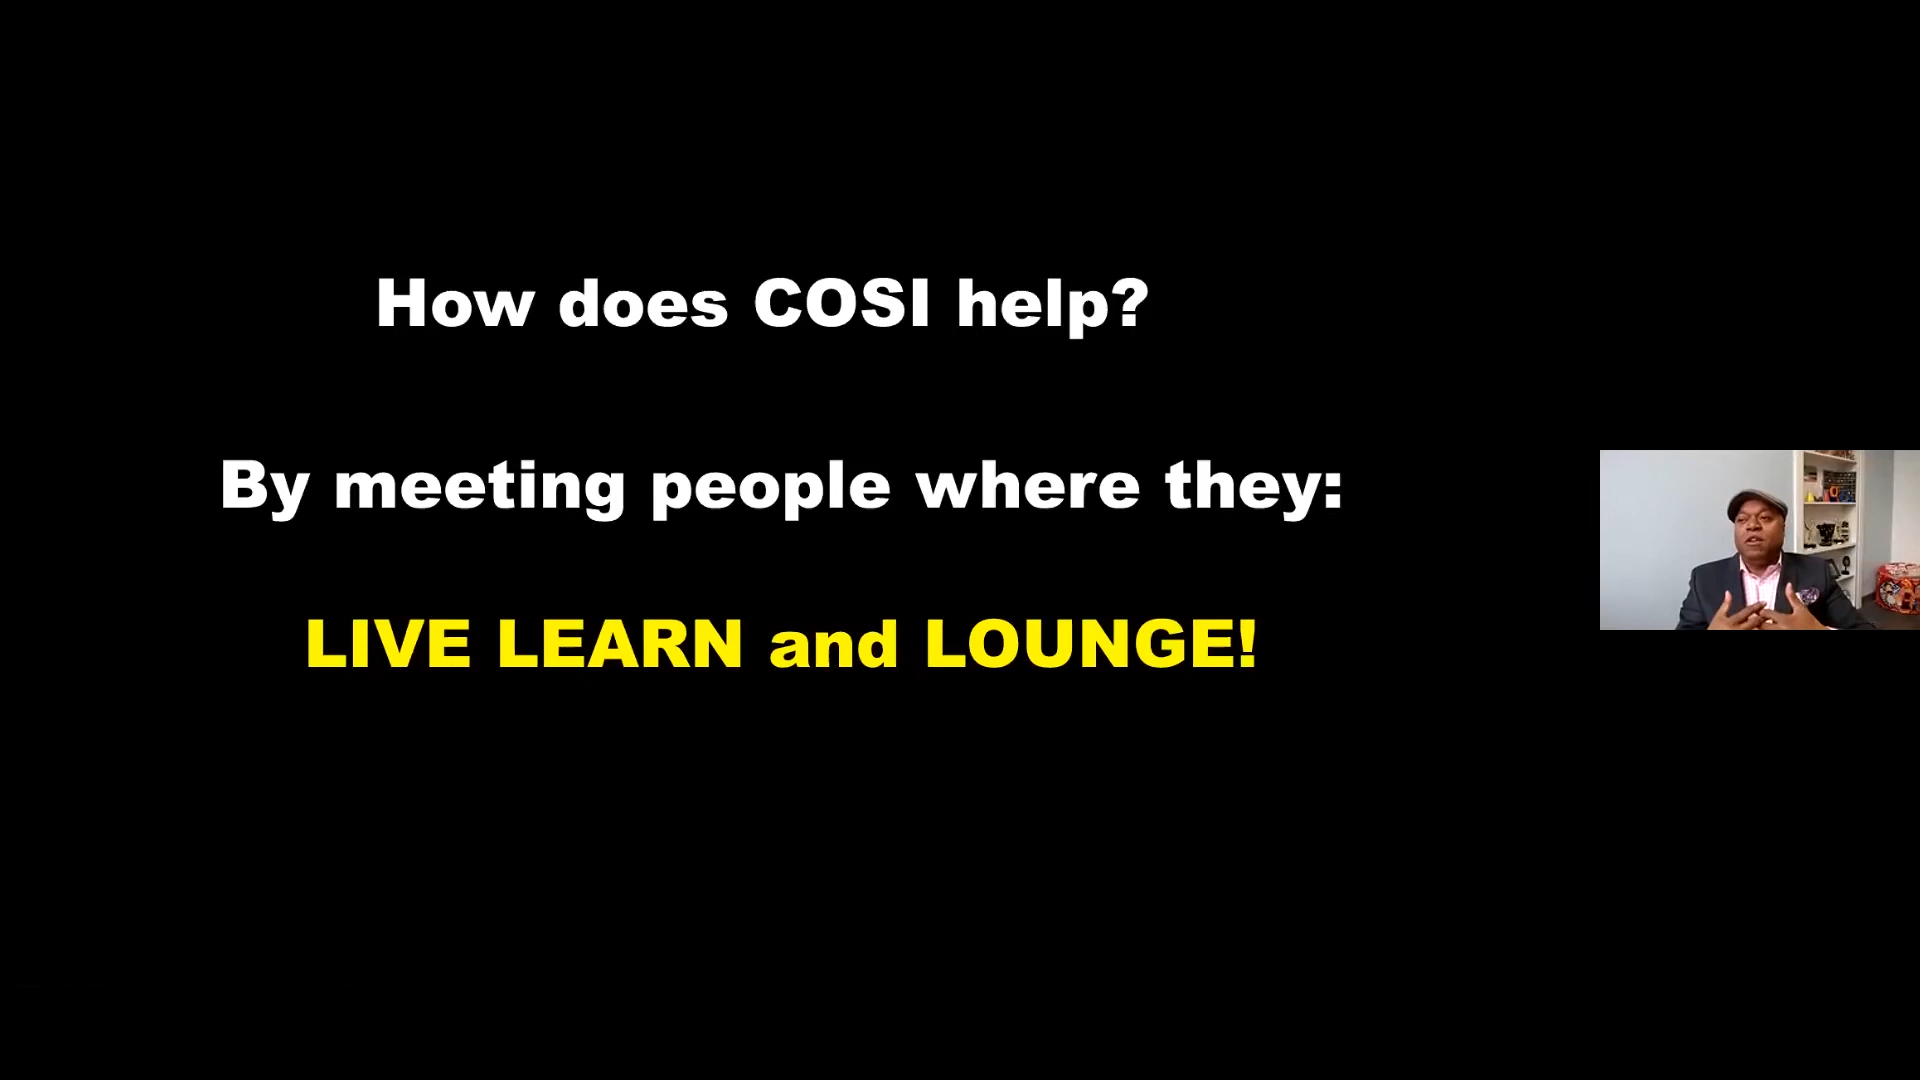 How does COSI help?
By meeting people where they:
LIVE LEARN and LOUNGE!